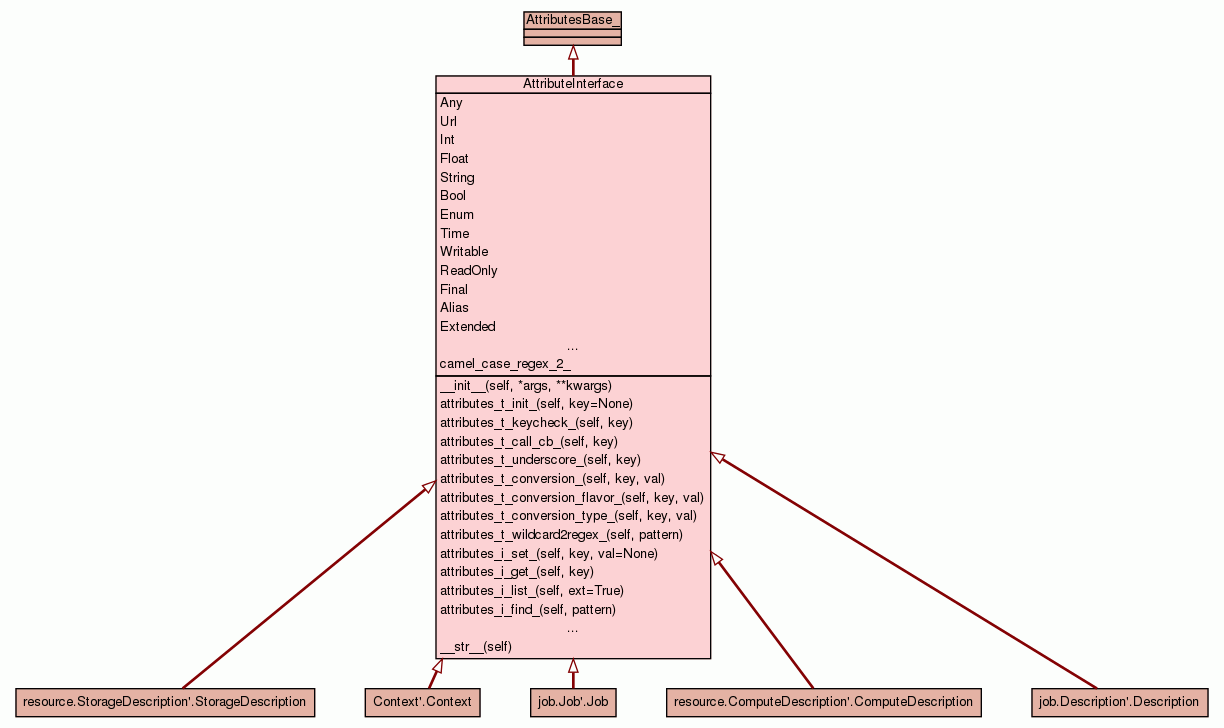 AttributesBase_
AttributeInterface
Any
Url
Int
Float
String
Bool
Enum
Time
Writable
ReadOnly
Final
Alias
Extended
...
camel_case_regex_2_
__init__(self, *args, **kwargs)
attributes_t_init_(self, key=None)
attributes_t_keycheck_(self, key)
attributes_t_call_cb_(self, key)
attributes_t_underscore_(self, key)
attributes_t_conversion_(self, key, val)
attributes_t_conversion_flavor_(self, key, val)
attributes_t_conversion_type_(self, key, val)
attributes_t_wildcard2regex_(self, pattern)
attributes_i_set_(self, key, val=None)
attributes_i_get_(self, key)
attributes_i_list_(self, ext=True)
attributes_i_find_(self, pattern)
...
__str__(self)
resource.StorageDescription'.StorageDescription
Context'.Context
job.Job'.Job
resource.ComputeDescription'.ComputeDescription
job.Description'.Description